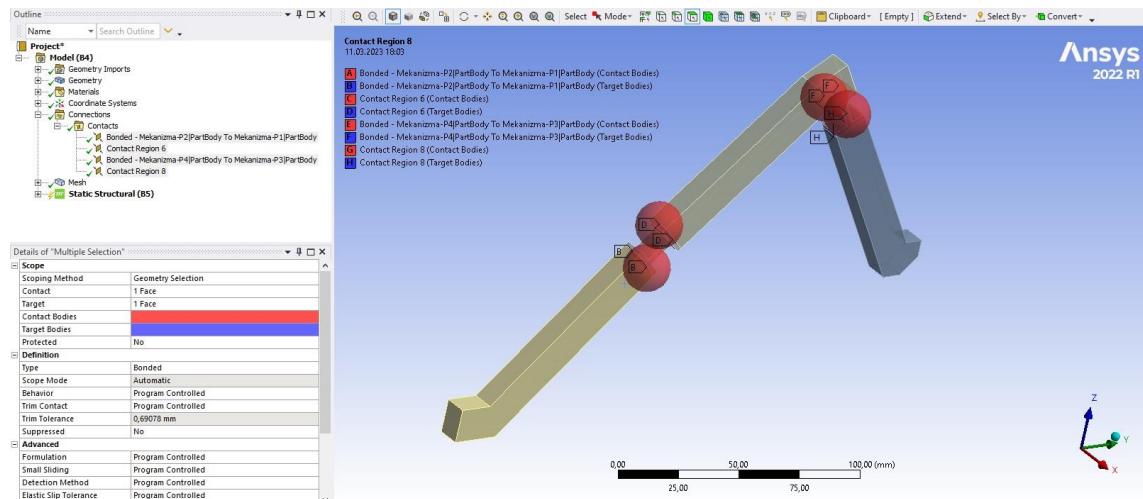 Outline
Name
Search Outline
Project*
Model (B4)
Geometry Imports
Geometry
Materials
Coordinate Systems
Connections
Contacts
Bonded - Mekanizma-P2|PartBody To Mekanizma-P1|PartBody
Contact Region 6
Bonded - Mekanizma-P4|PartBody To Mekanizma-P3|PartBody
Contact Region 8
Mesh
Static Structural (B5)
Details of "Multiple Selection"
Scope
Scoping Method Geometry Selection
Contact 1 Face
Target 1 Face
Contact Bodies
Target Bodies
Protected No
Definition
Type Bonded
Scope Mode Automatic
Behavior Program Controlled
Trim Contact Program Controlled
Trim Tolerance 0,69078 mm
Suppressed No
Advanced
Formulation Program Controlled
Small Sliding Program Controlled
Detection Method Program Controlled
Elastic Slip Tolerance Program Controlled
Select Mode Clipboard [ Empty ] Extend Select By Convert
Contact Region 8
11.03.2023 18:03
A Bonded - Mekanizma-P2|PartBody To Mekanizma-P1|PartBody (Contact Bodies)
B Bonded - Mekanizma-P2|PartBody To Mekanizma-P1|PartBody (Target Bodies)
C Contact Region 6 (Contact Bodies)
D Contact Region 6 (Target Bodies)
E Bonded - Mekanizma-P4|PartBody To Mekanizma-P3|PartBody (Contact Bodies)
F Bonded - Mekanizma-P4|PartBody To Mekanizma-P3|PartBody (Target Bodies)
G Contact Region 8 (Contact Bodies)
H Contact Region 8 (Target Bodies)
Ansys
2022 R1
F
F
H
H
D
D
B
B
Z
Y
X
0,00 50,00 100,00 (mm)
25,00 75,00